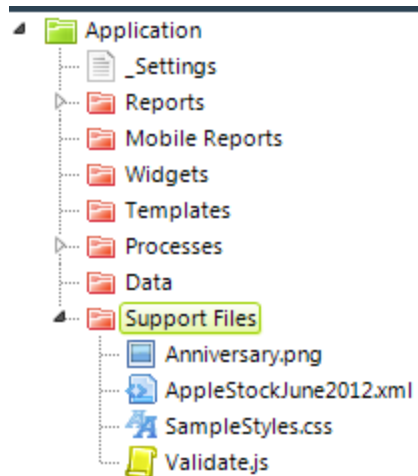 Application
_Settings
Reports
Mobile Reports
Widgets
Templates
Processes
Data
Support Files
Anniversary.png
AppleStockJune2012.xml
SampleStyles.css
Validate.js